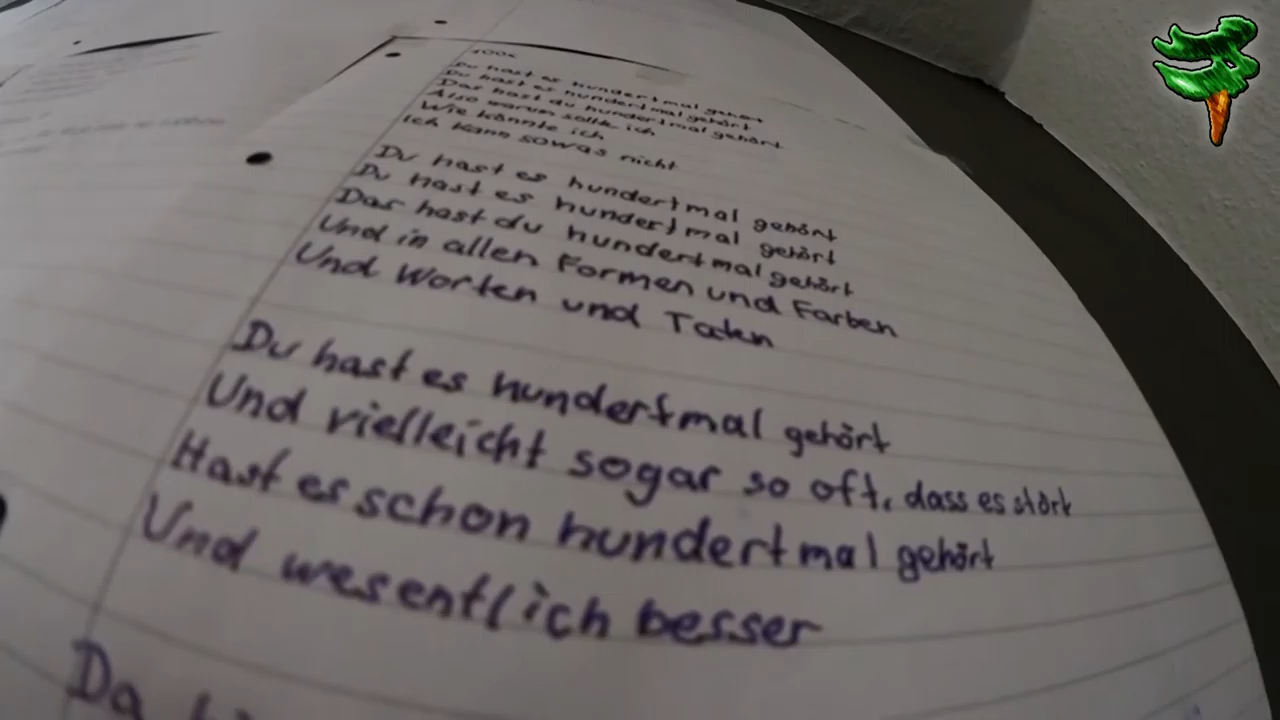 100x
Du hast es hundertmal gehört
Du hast es hundertmal gehört
Das hast du hundertmal gehört
Also warum sollte ich
Wie könnte ich
Ich kann sowas nicht
Du hast es hundertmal gehört
Du hast es hundertmal gehört
Das hast du hundertmal gehört
Und in allen Formen und Farben
Und Worten und Taten
Du hast es hundertmal gehört
Und vielleicht sogar so oft, dass es stört
Hast es schon hundertmal gehört
Und wesentlich besser
Da